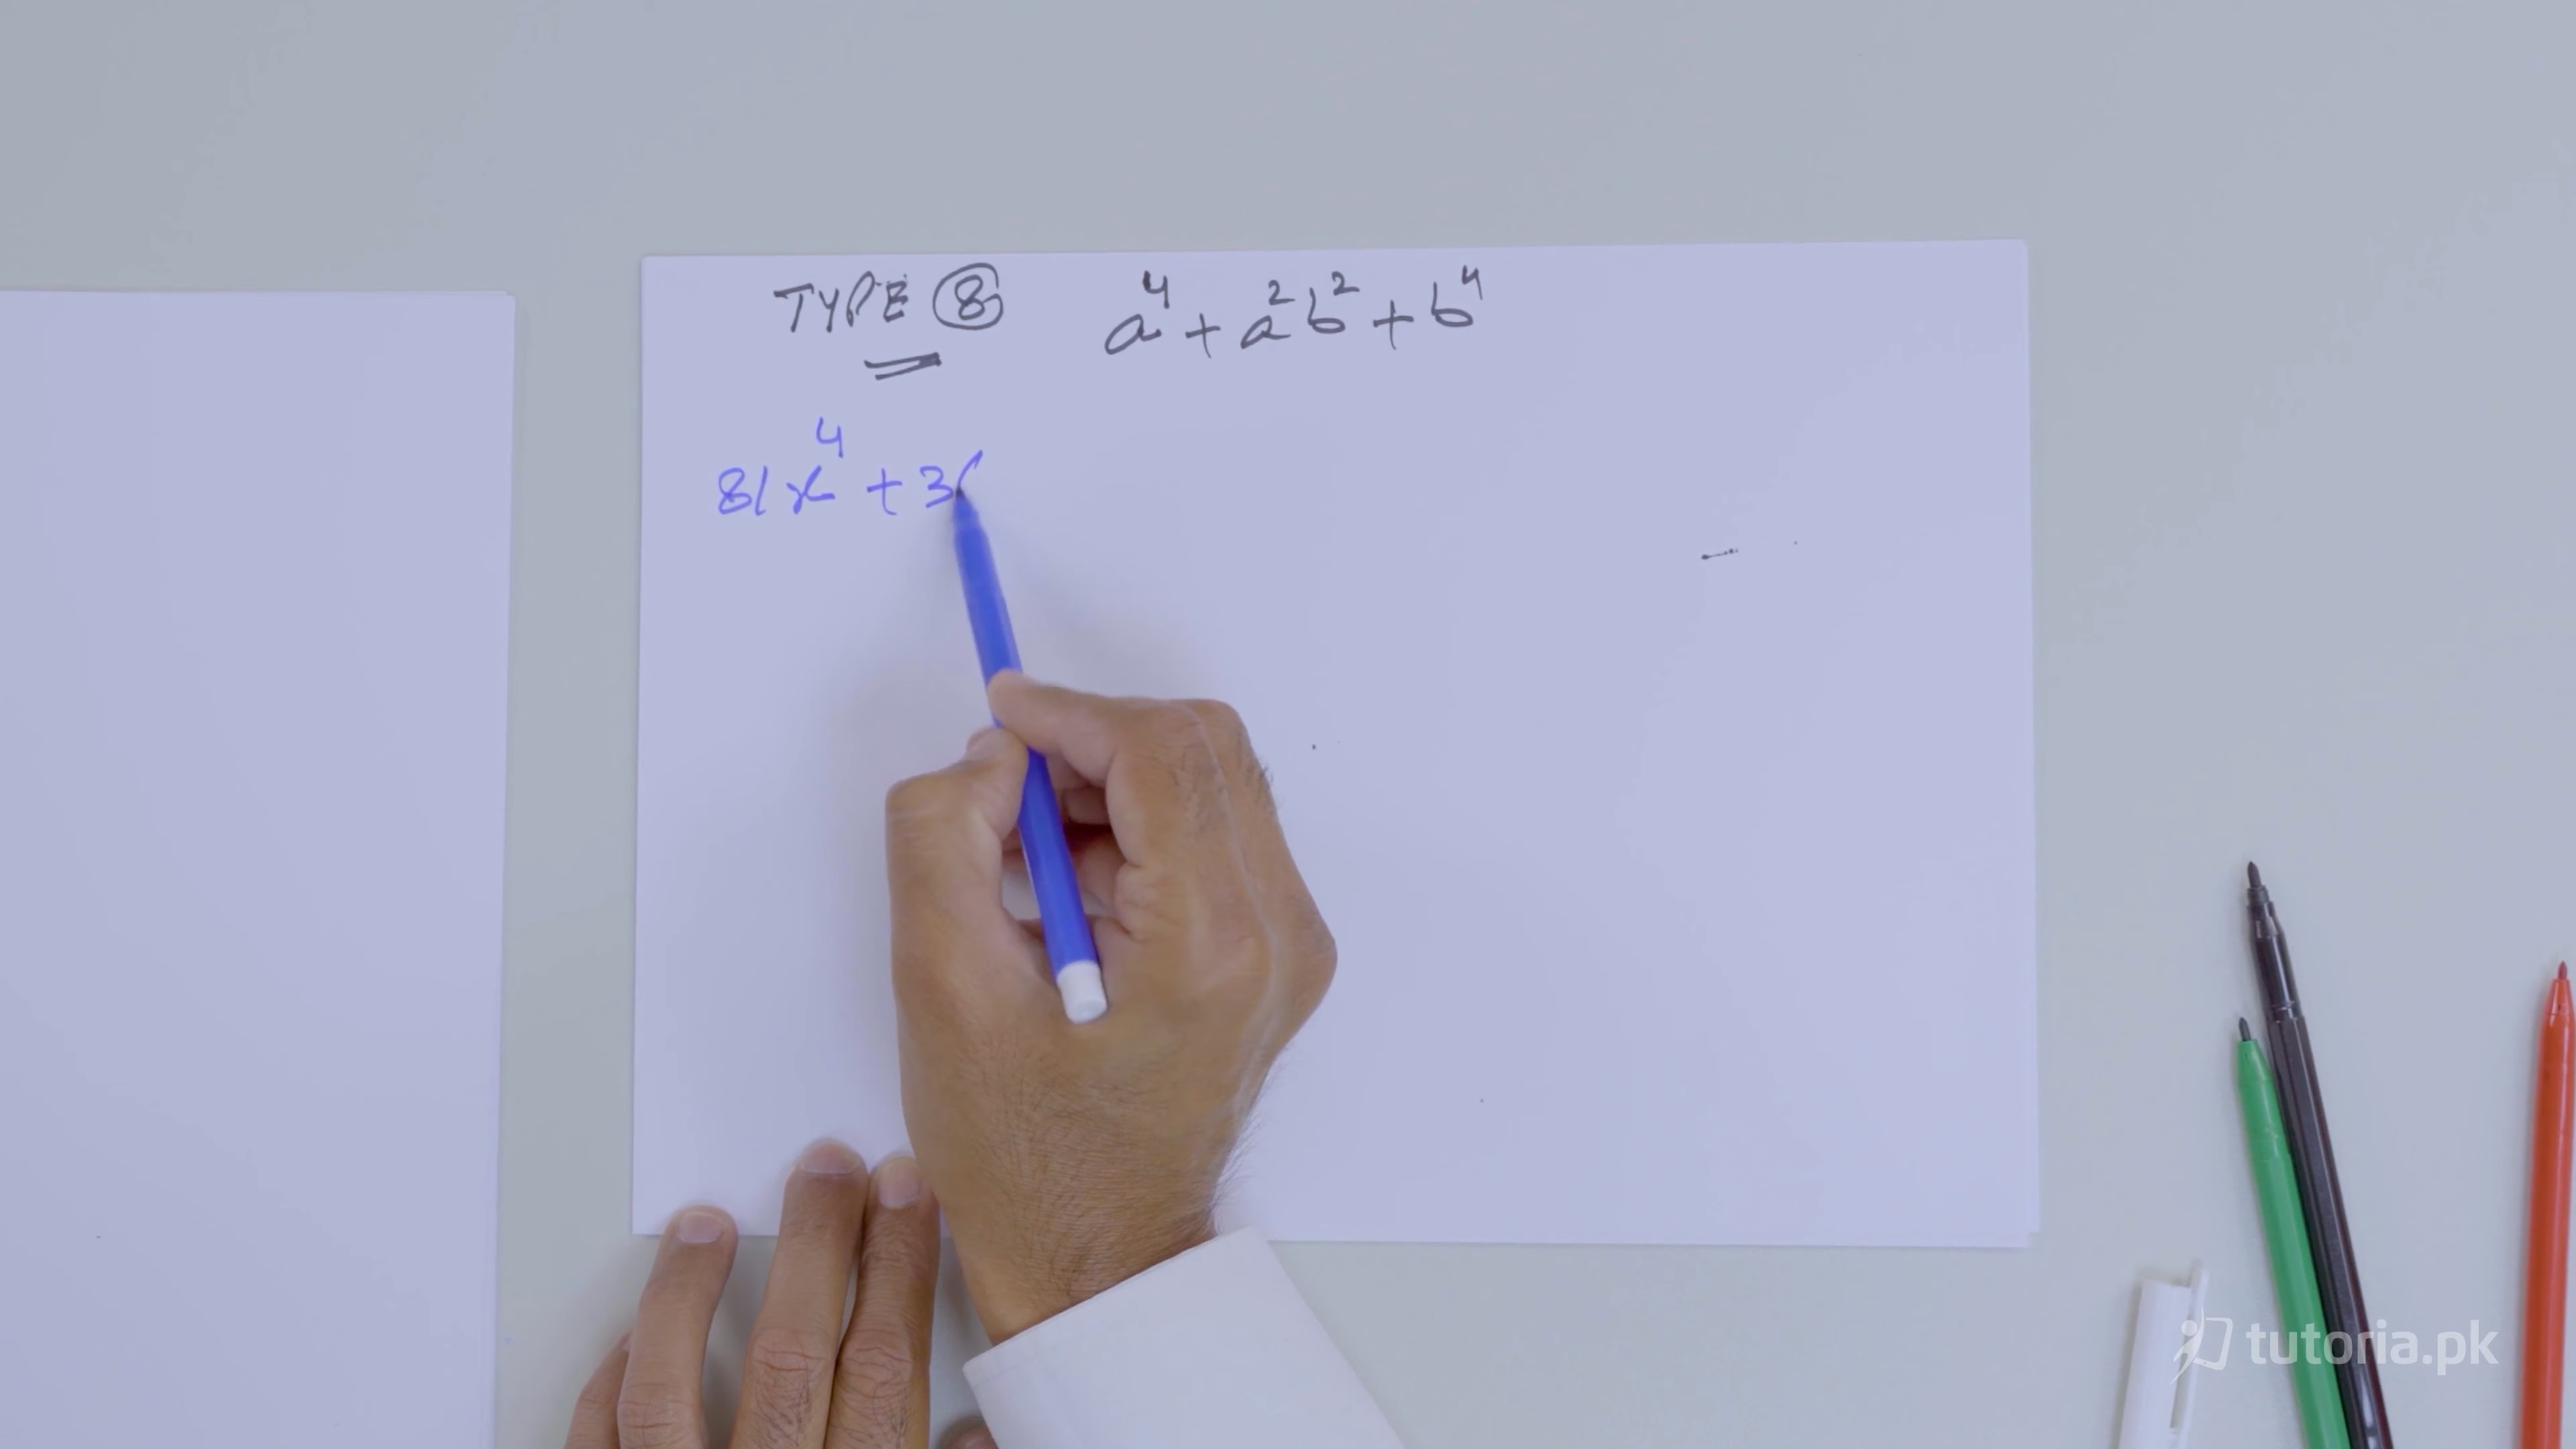 TYPE 8 a⁴ + a²b² + b⁴
81x⁴ + 3
tutoria.pk